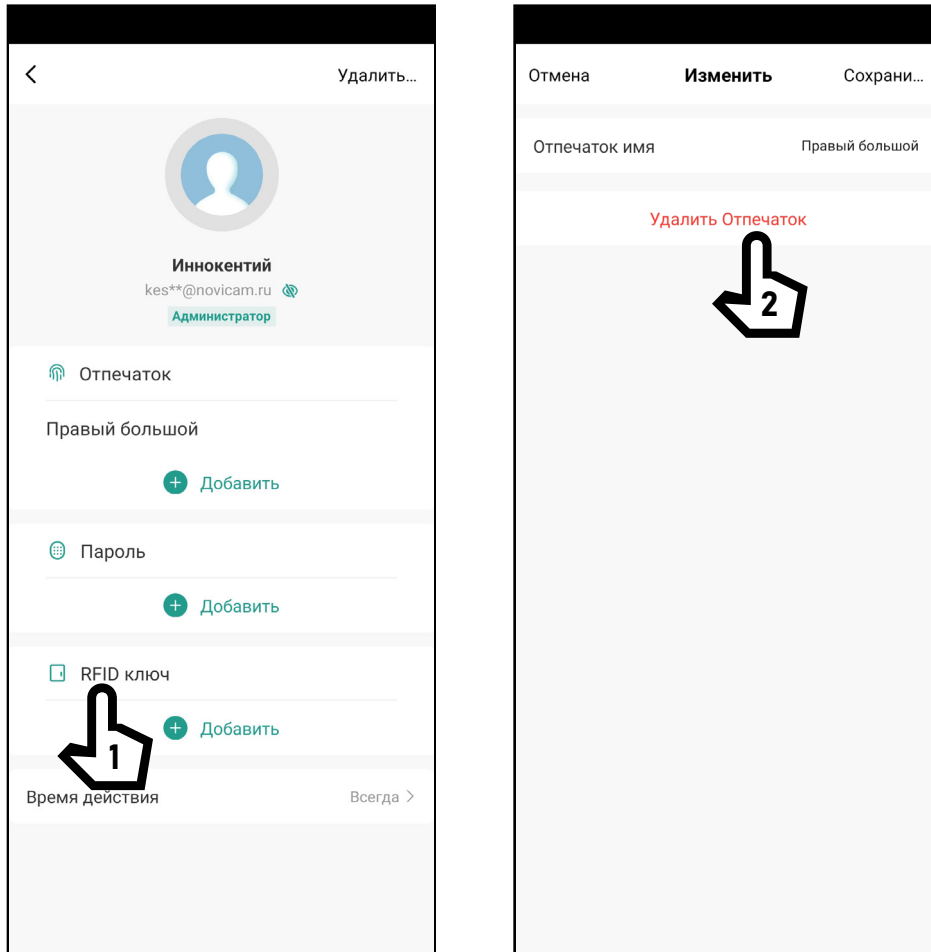 Удалить...
Иннокентий
kes**@novicam.ru
Администратор
Отпечаток
Правый большой
Добавить
Пароль
Добавить
RFID ключ
Добавить
1
Время действия
Всегда
Отмена
Изменить
Сохрани...
Отпечаток имя
Правый большой
Удалить Отпечаток
2